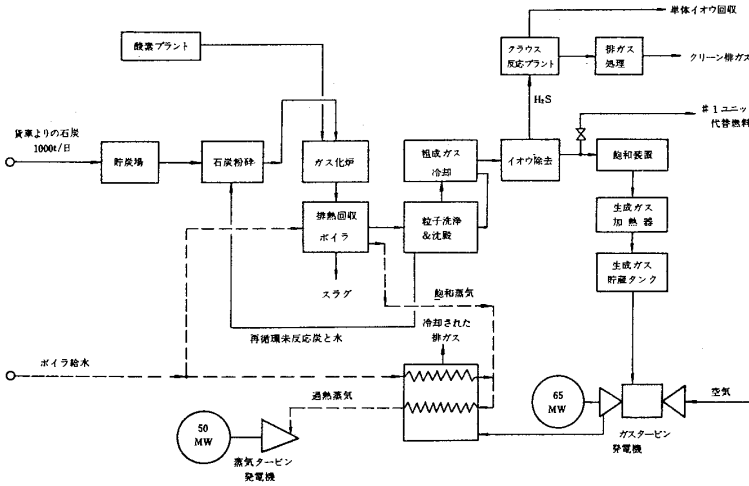 単体イオウ回収
酸素プラント
クラウス
反応プラント
排ガス
処理
クリーン排ガス
H₂S
#1ユニット
代替燃料
貨車よりの石炭
1000t/日
貯炭場
石炭粉砕
ガス化炉
粗成ガス
冷却
イオウ除去
飽和装置
排熱回収
ボイラ
粒子洗浄
&沈殿
生成ガス
加熱器
スラグ
飽和蒸気
生成ガス
貯蔵タンク
再循環未反応炭と水
冷却された
排ガス
ボイラ給水
過熱蒸気
65
MW
空気
50
MW
ガスタービン
発電機
蒸気タービン
発電機